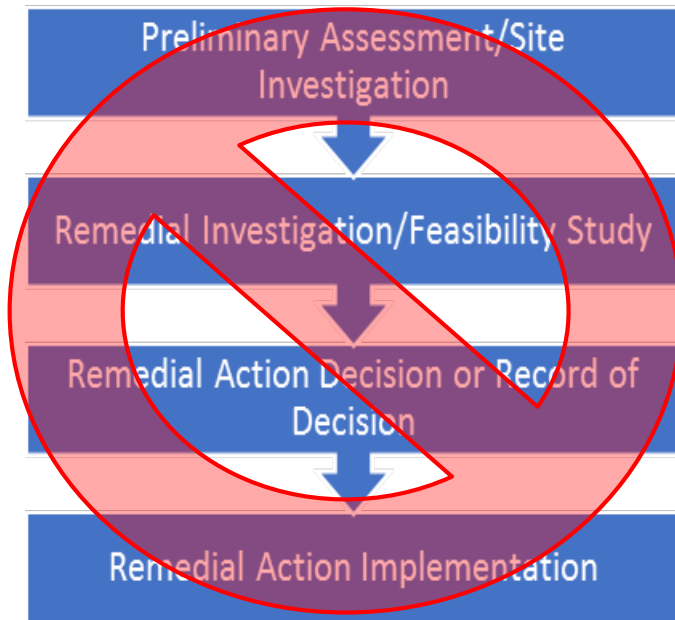 Preliminary Assessment/Site
Investigation
Remedial Investigation/Feasibility Study
Remedial Action Decision or Record of
Decision
Remedial Action Implementation